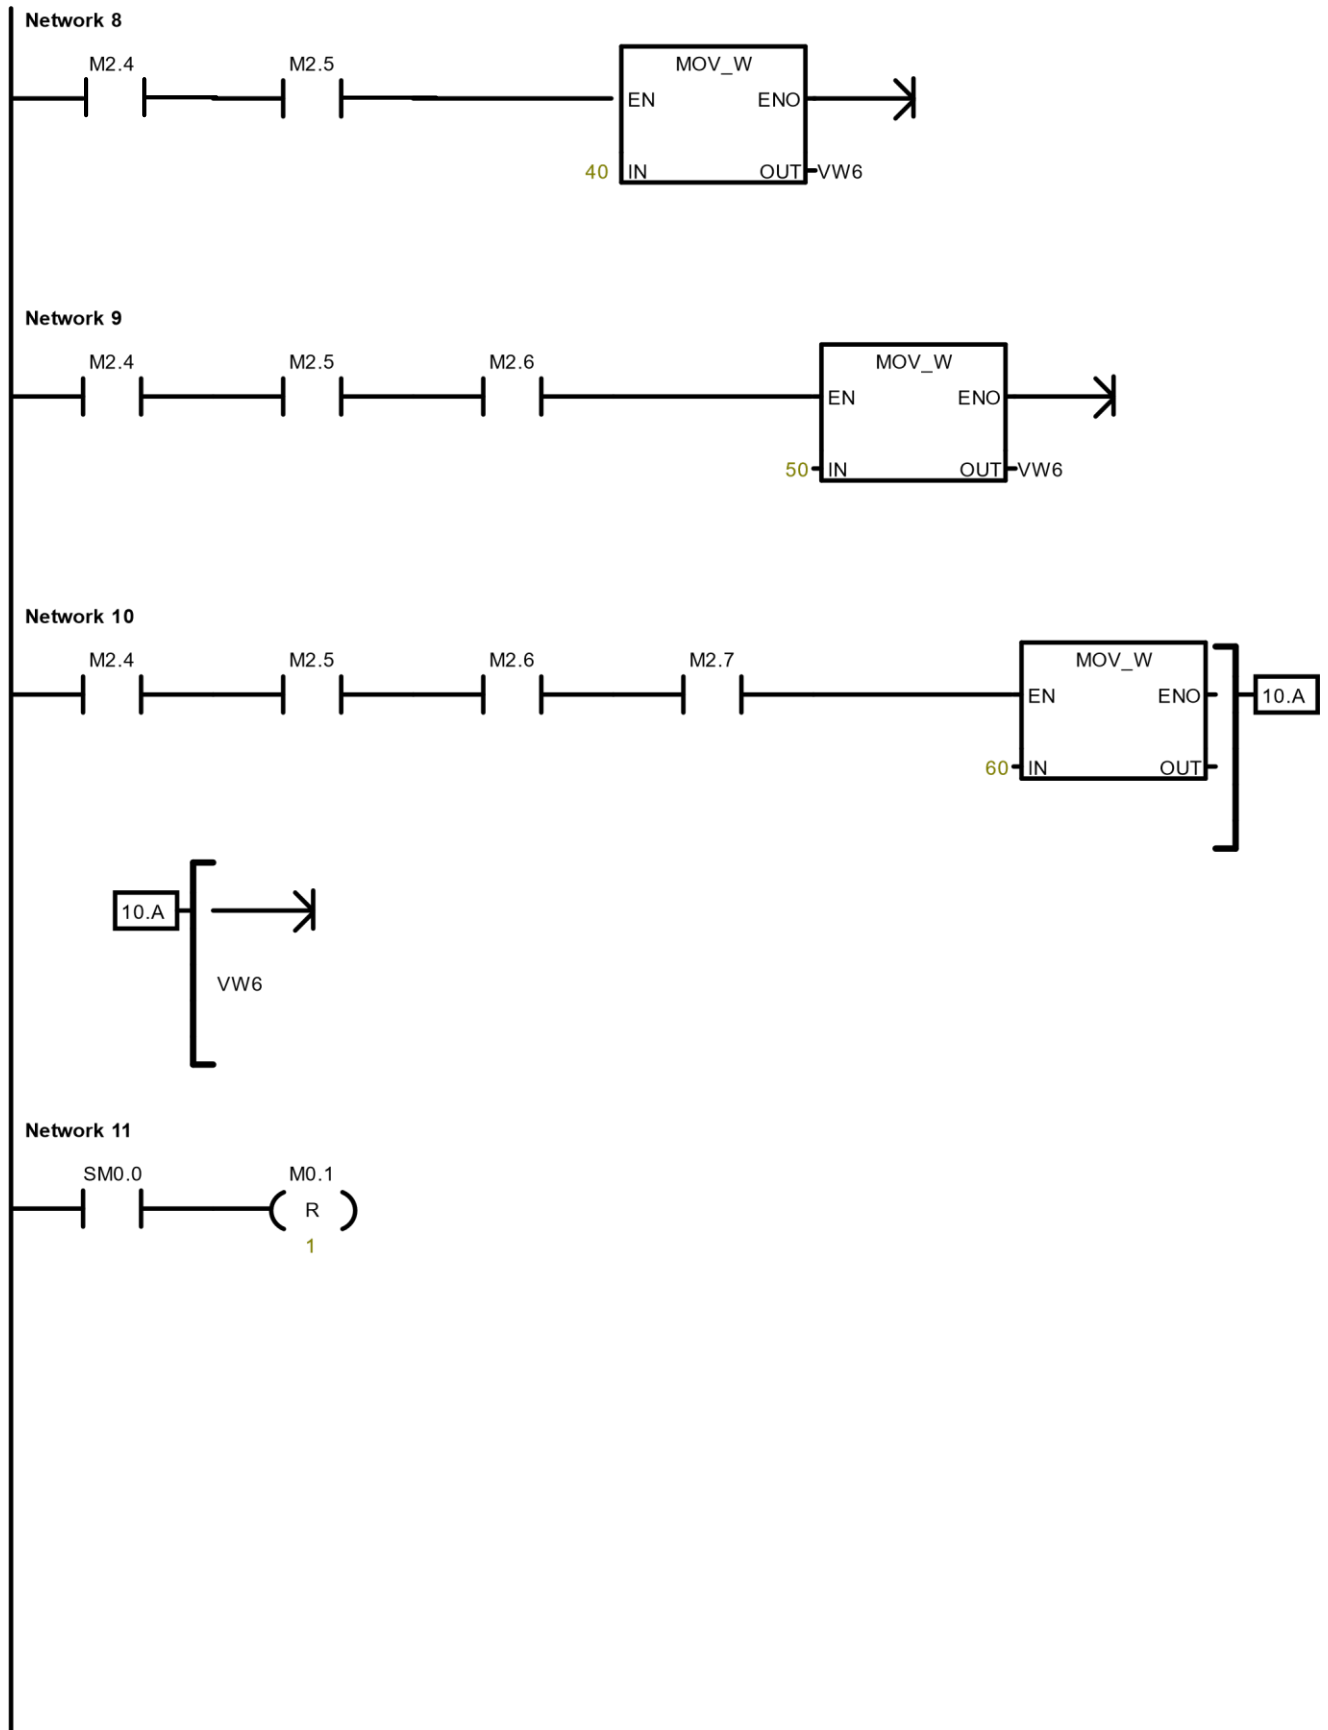 Network 8
M2.4 M2.5 MOV_W
EN ENO
40 IN OUT VW6
Network 9
M2.4 M2.5 M2.6 MOV_W
EN ENO
50 IN OUT VW6
Network 10
M2.4 M2.5 M2.6 M2.7 MOV_W
EN ENO 10.A
60 IN OUT
10.A
VW6
Network 11
SM0.0 M0.1
R
1